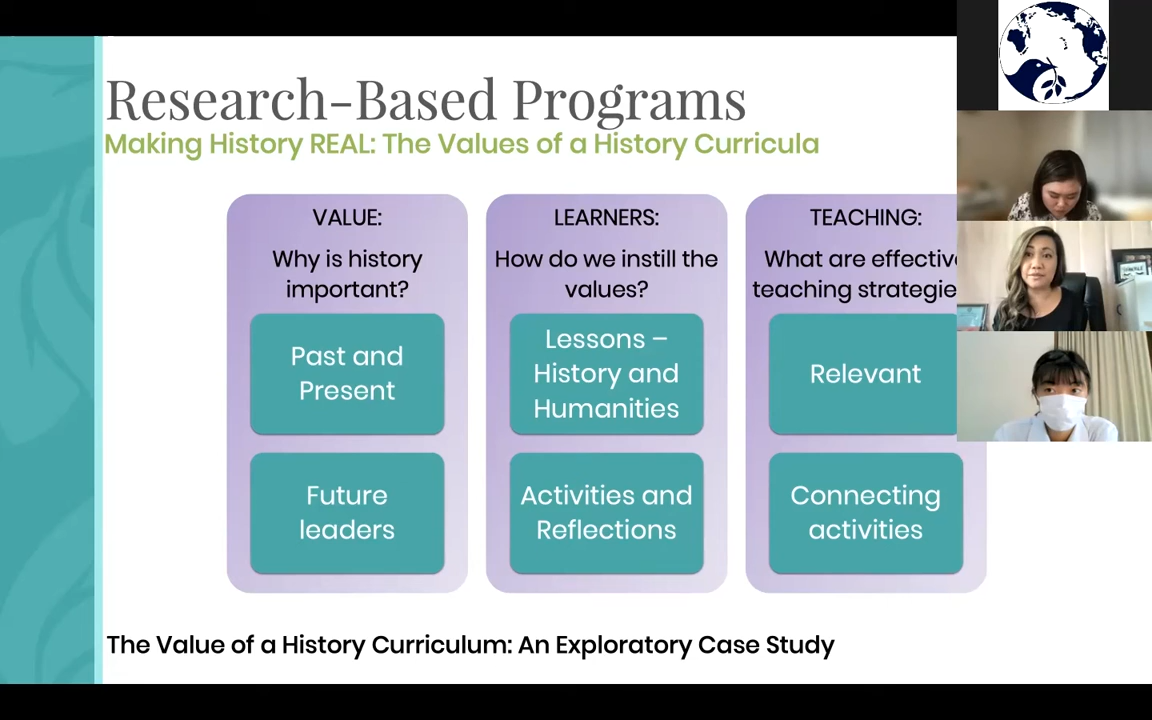 Research-Based Programs
Making History REAL: The Values of a History Curricula
VALUE:
Why is history
important?
Past and
Present
Future
leaders
LEARNERS:
How do we instill the
values?
Lessons –
History and
Humanities
Activities and
Reflections
TEACHING:
What are effective
teaching strategie
Relevant
Connecting
activities
The Value of a History Curriculum: An Exploratory Case Study